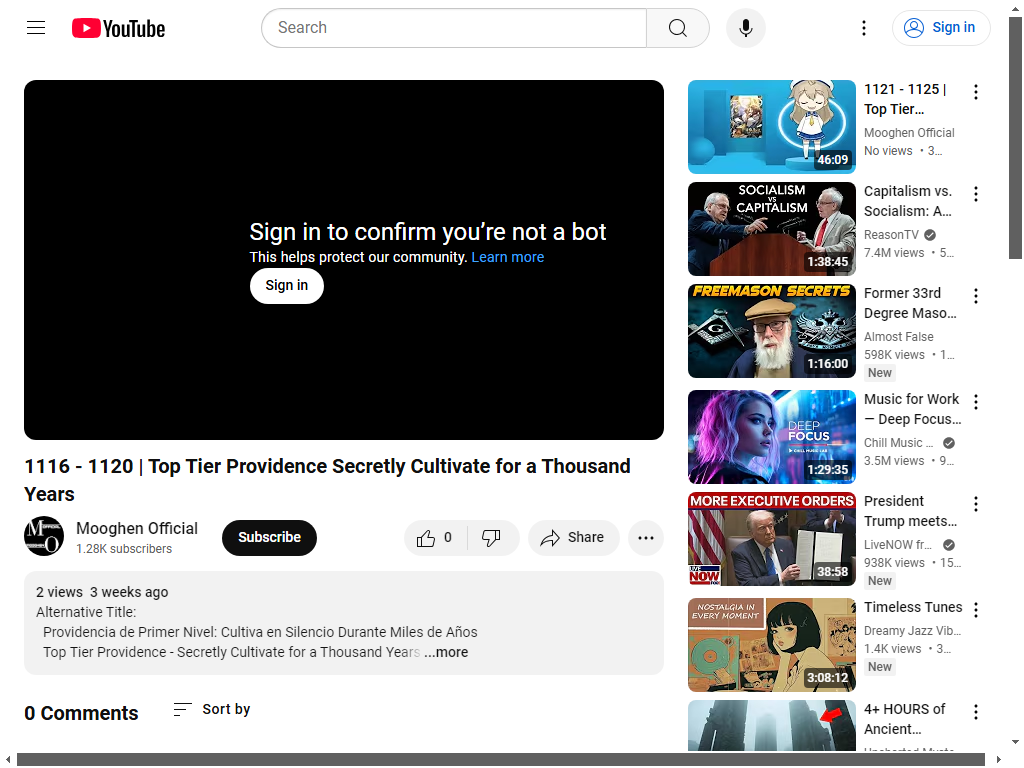 YouTube
Search
Sign in
Sign in to confirm you’re not a bot
This helps protect our community. Learn more
Sign in
1116 - 1120 | Top Tier Providence Secretly Cultivate for a Thousand
Years
Mooghen Official
1.28K subscribers
Subscribe
0
Share
2 views 3 weeks ago
Alternative Title:
Providencia de Primer Nivel: Cultiva en Silencio Durante Miles de Años
Top Tier Providence - Secretly Cultivate for a Thousand Years ...more
0 Comments
Sort by
46:09
1121 - 1125 |
Top Tier…
Mooghen Official
No views • 3…
SOCIALISM
VS
CAPITALISM
1:38:45
Capitalism vs.
Socialism: A…
ReasonTV
7.4M views • 5…
FREEMASON SECRETS
1:16:00
Former 33rd
Degree Maso…
Almost False
598K views • 1…
New
DEEP
FOCUS
CHILL MUSIC LAB
1:29:35
Music for Work
— Deep Focus…
Chill Music …
3.5M views • 9…
MORE EXECUTIVE ORDERS
LIVE
NOW
38:58
President
Trump meets…
LiveNOW fr…
938K views • 15…
New
NOSTALGIA IN
EVERY MOMENT
3:08:12
Timeless Tunes
Dreamy Jazz Vib…
1.4K views • 3…
New
4+ HOURS of
Ancient…